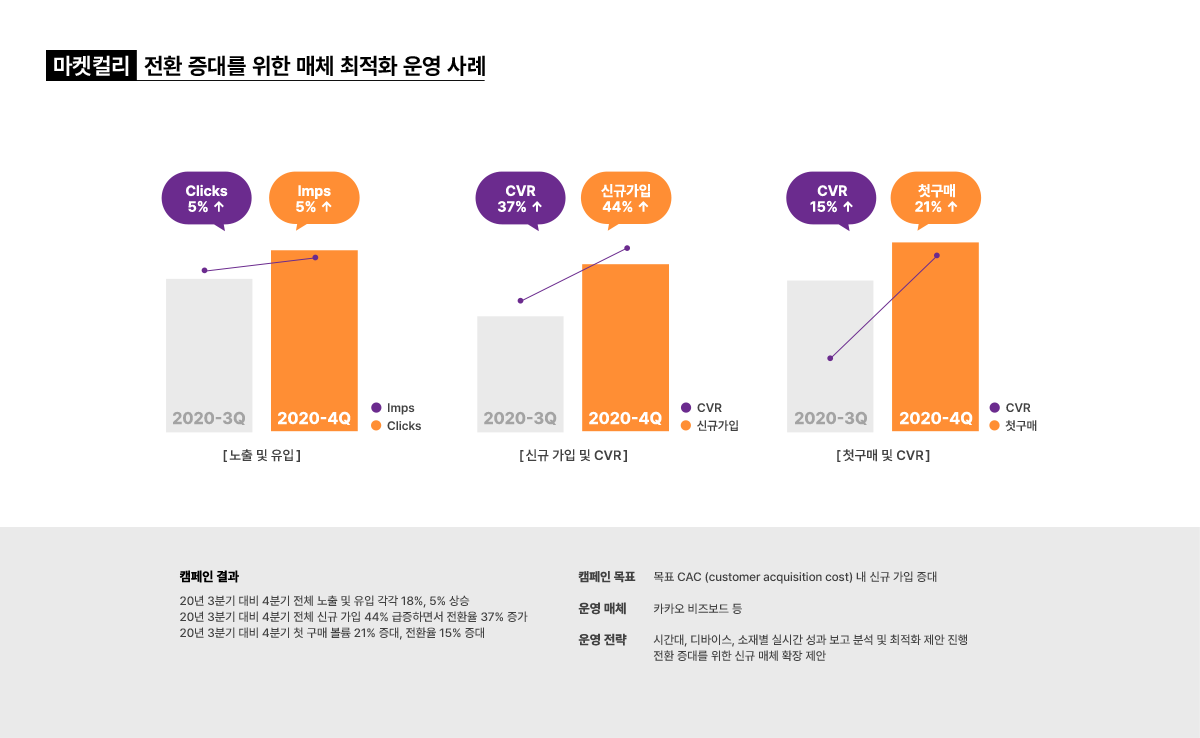 마켓컬리 전환 증대를 위한 매체 최적화 운영 사례
Clicks
5% ↑
Imps
5% ↑
2020-3Q
2020-4Q
Imps
Clicks
[노출 및 유입]
CVR
37% ↑
신규가입
44% ↑
2020-3Q
2020-4Q
CVR
신규가입
[신규 가입 및 CVR]
CVR
15% ↑
첫구매
21% ↑
2020-3Q
2020-4Q
CVR
첫구매
[첫구매 및 CVR]
캠페인 결과
20년 3분기 대비 4분기 전체 노출 및 유입 각각 18%, 5% 상승
20년 3분기 대비 4분기 전체 신규 가입 44% 급증하면서 전환율 37% 증가
20년 3분기 대비 4분기 첫 구매 볼륨 21% 증대, 전환율 15% 증대
캠페인 목표 목표 CAC (customer acquisition cost) 내 신규 가입 증대
운영 매체 카카오 비즈보드 등
운영 전략 시간대, 디바이스, 소재별 실시간 성과 보고 분석 및 최적화 제안 진행
전환 증대를 위한 신규 매체 확장 제안